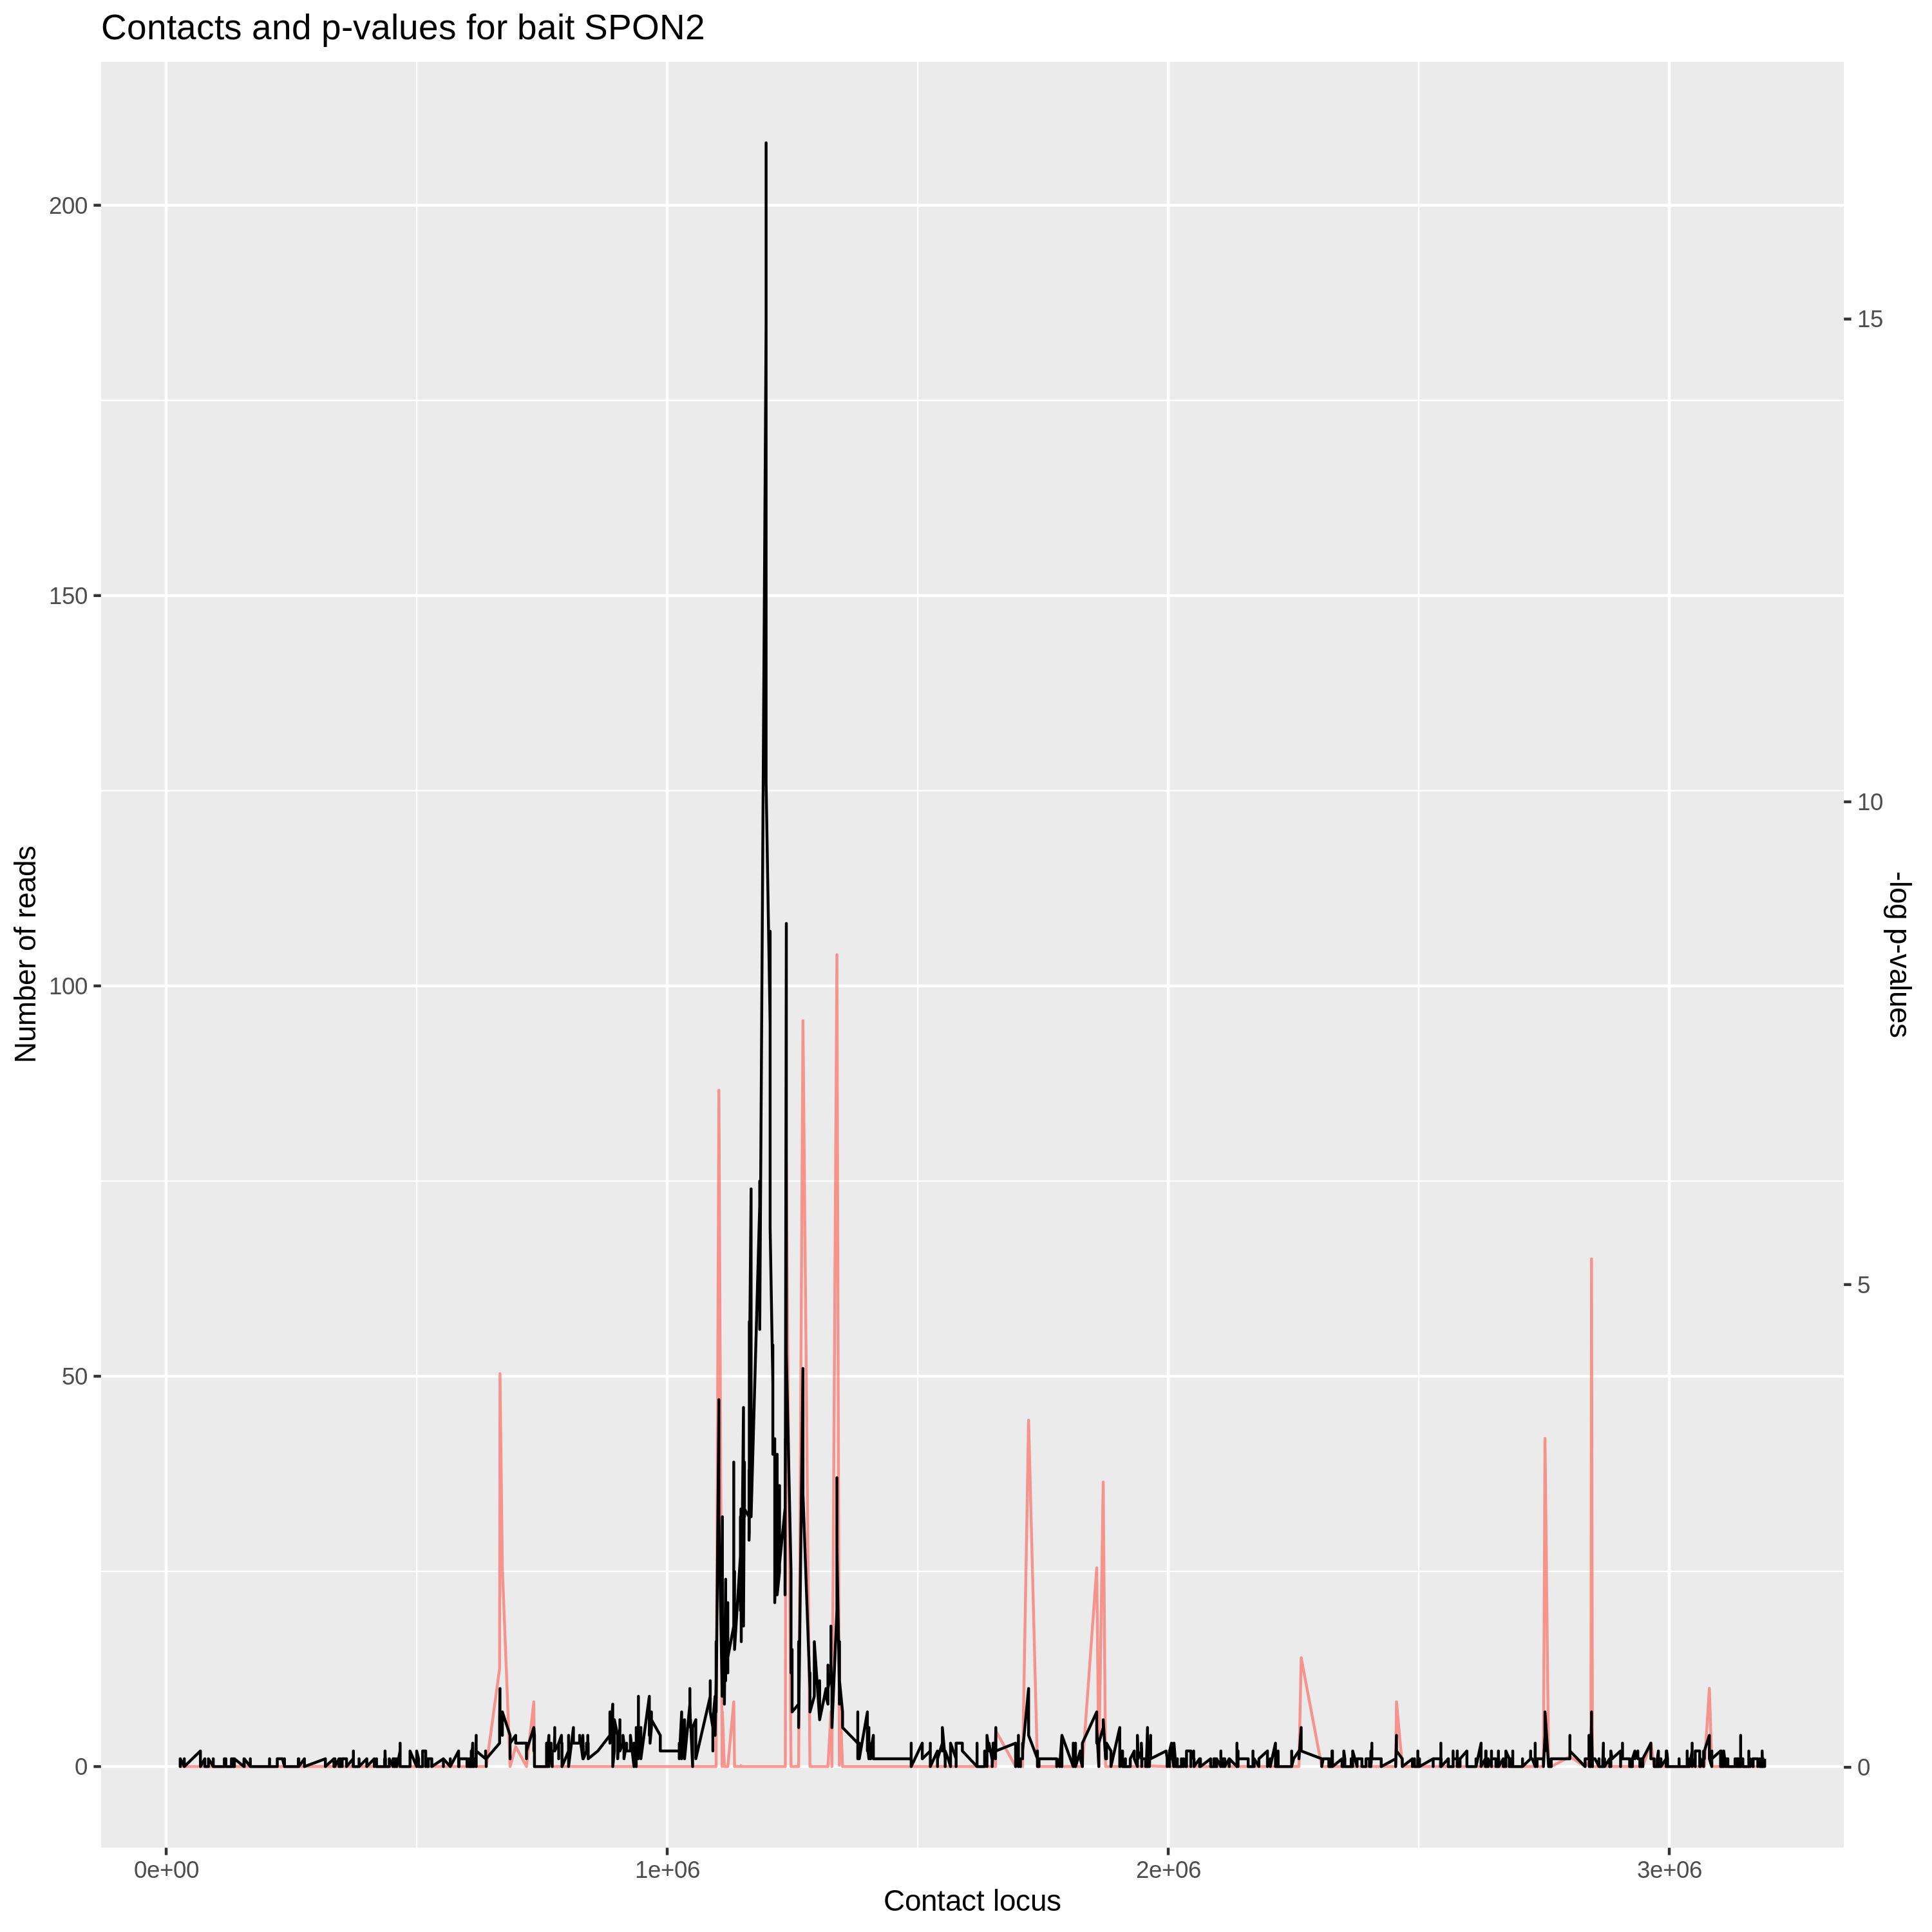 Contacts and p-values for bait SPON2
200
150
100
50
0
Number of reads
15
10
5
0
-log p-values
0e+00
1e+06
2e+06
3e+06
Contact locus